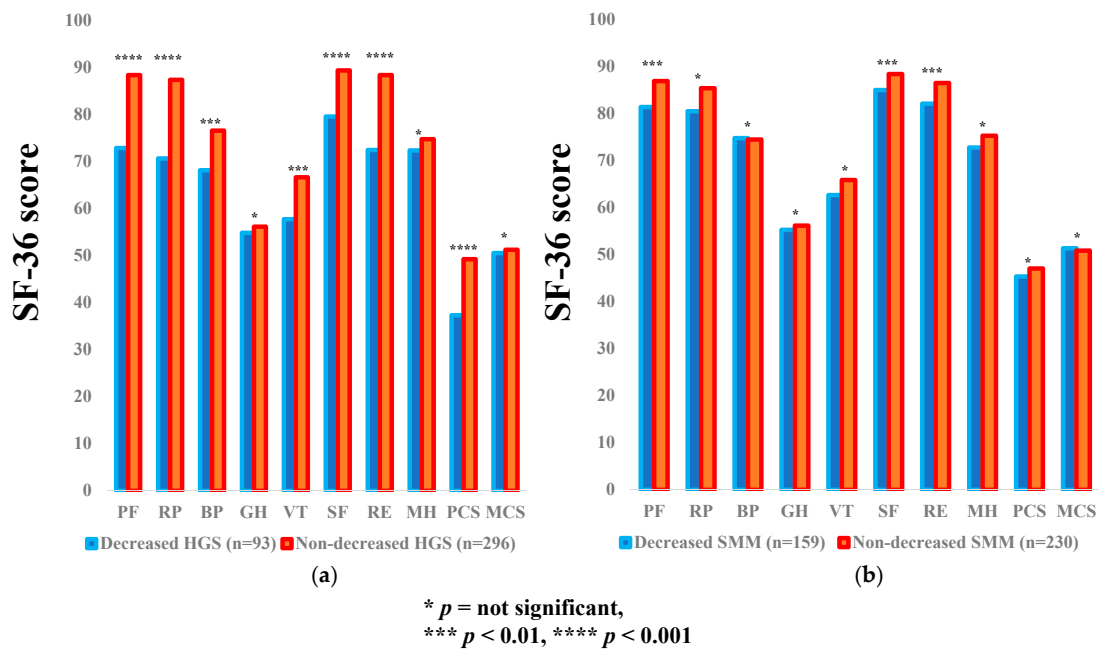 SF-36 score
100
90
80
70
60
50
40
30
20
10
0
**** **** *** * *** **** **** * **** *
PF RP BP GH VT SF RE MH PCS MCS
Decreased HGS (n=93) Non-decreased HGS (n=296)
(a)
SF-36 score
100
90
80
70
60
50
40
30
20
10
0
*** * * * * *** *** * * *
PF RP BP GH VT SF RE MH PCS MCS
Decreased SMM (n=159) Non-decreased SMM (n=230)
(b)
* p = not significant,
*** p < 0.01, **** p < 0.001